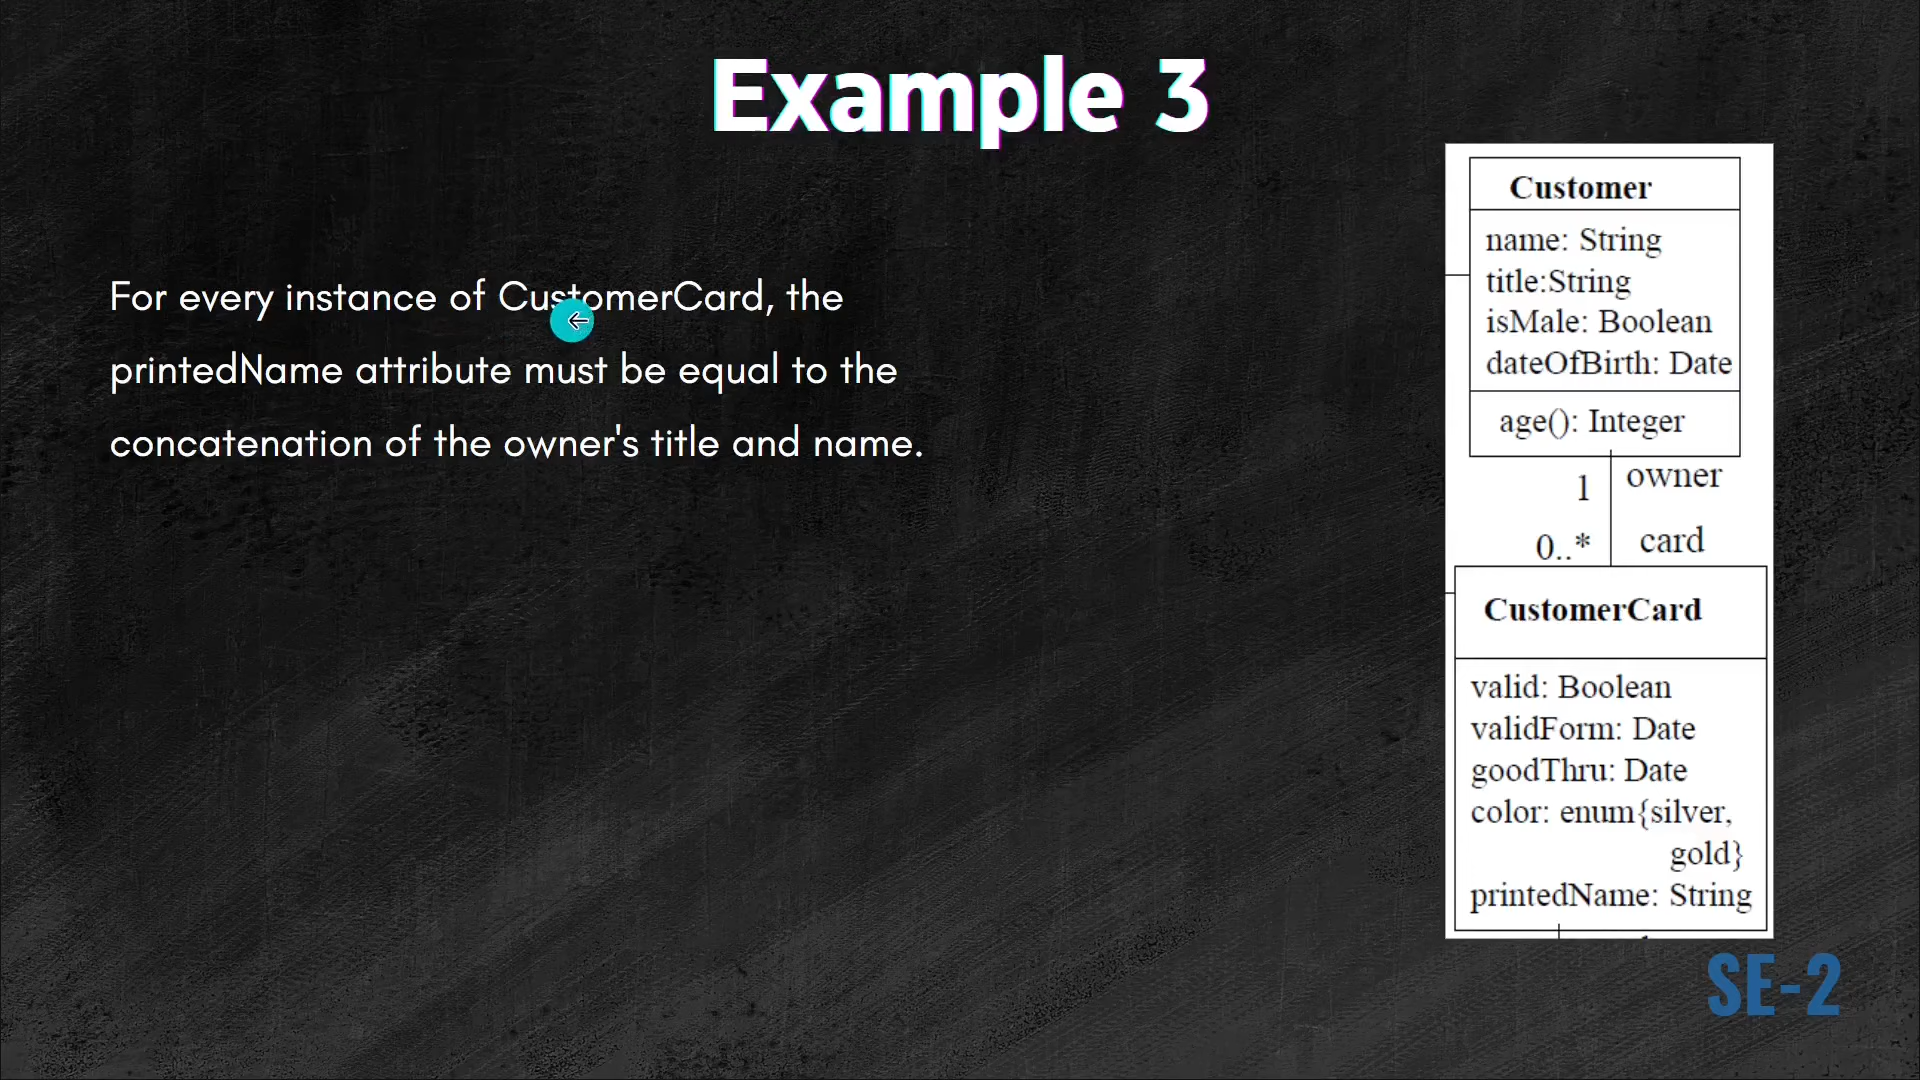 Example 3
For every instance of CustomerCard, the
printedName attribute must be equal to the
concatenation of the owner's title and name.
Customer
name: String
title:String
isMale: Boolean
dateOfBirth: Date
age(): Integer
1 owner
0..* card
CustomerCard
valid: Boolean
validForm: Date
goodThru: Date
color: enum{silver,
gold}
printedName: String
SE-2